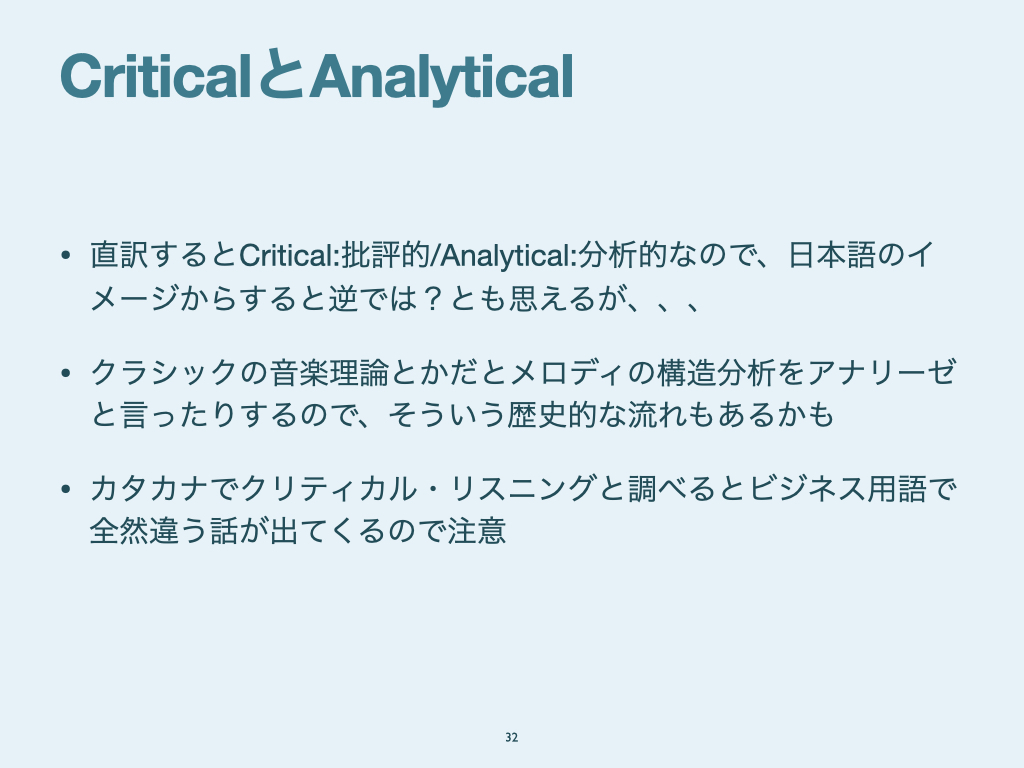 CriticalとAnalytical
• 直訳するとCritical:批評的/Analytical:分析的なので、日本語のイ
メージからすると逆では？とも思えるが、、、
• クラシックの音楽理論とかだとメロディの構造分析をアナリーゼ
と言ったりするので、そういう歴史的な流れもあるかも
• カタカナでクリティカル・リスニングと調べるとビジネス用語で
全然違う話が出てくるので注意
32